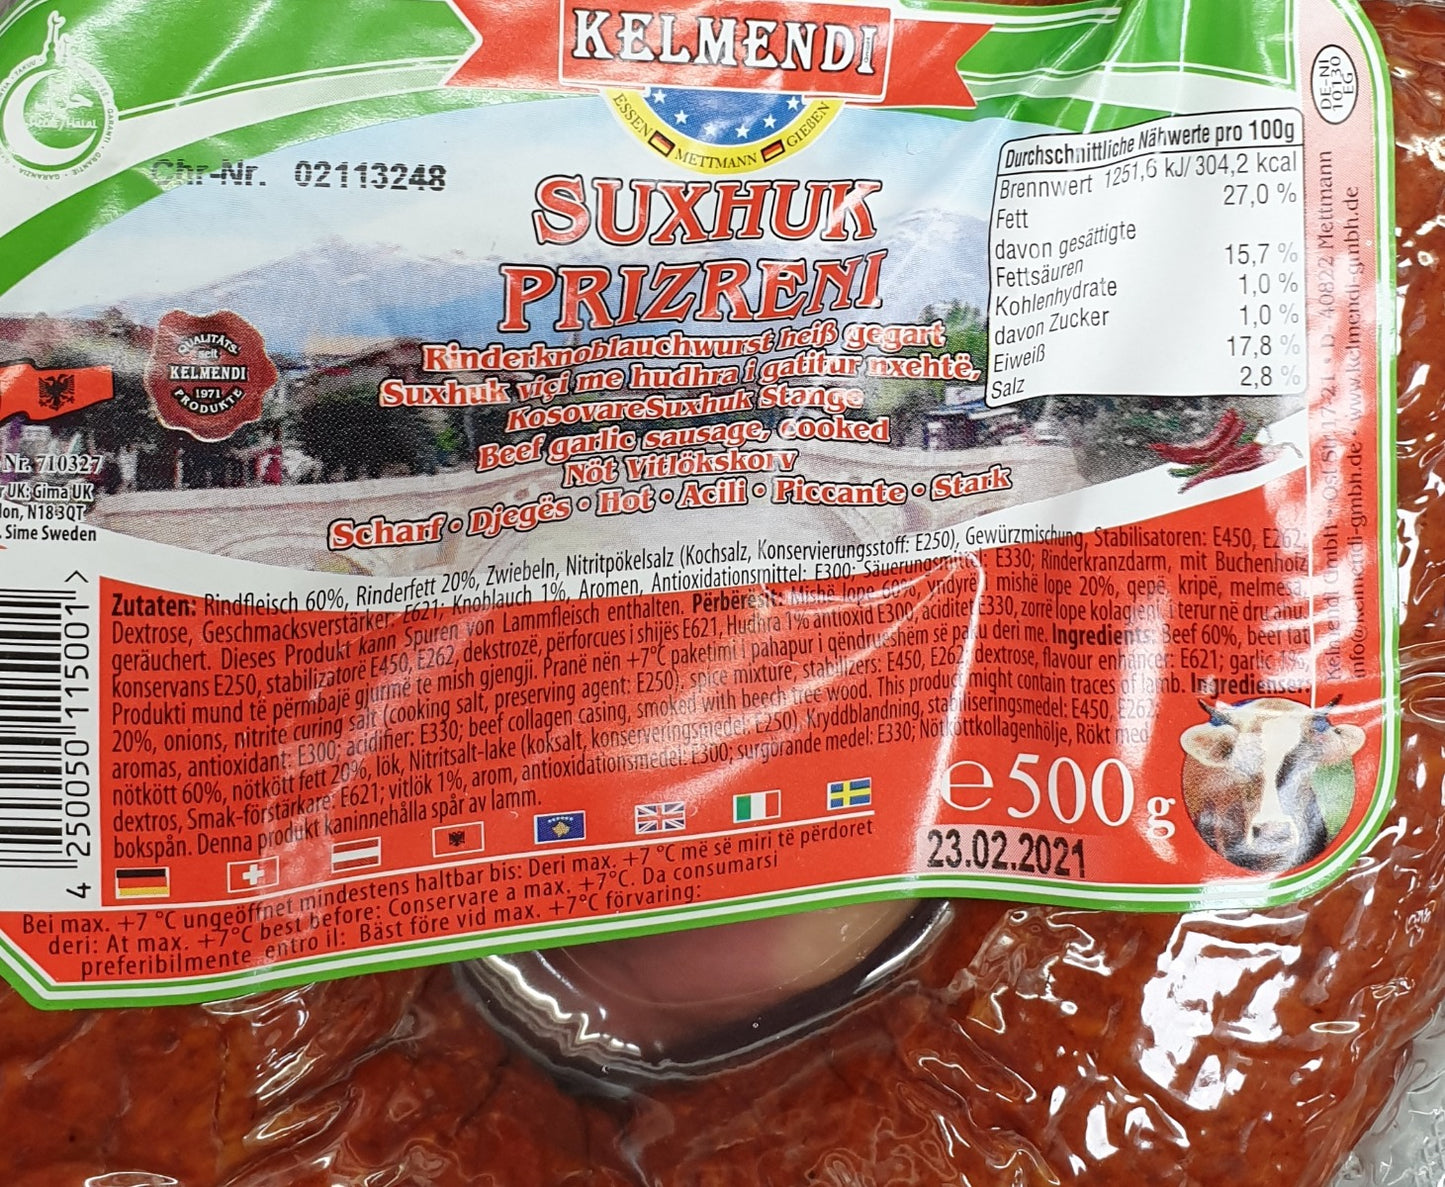 KELMENDI
ESSEN METTMANN GIEßEN
DE-NI
10130
EG
Chr-Nr. 02113248
SUXHUK
PRIZRENI
Rinderknoblauchwurst heiß gegart
Suxhuk viçi me hudhra i gatitur nxehtë,
KosovareSuxhuk Stange
Beef garlic sausage, cooked
Nöt Vitlökskorv
Scharf • Djegës • Hot • Acili • Piccante • Stark
Durchschnittliche Nähwerte pro 100g
Brennwert 1251,6 kJ/ 304,2 kcal
Fett 27,0 %
davon gesättigte
Fettsäuren 15,7 %
Kohlenhydrate 1,0 %
davon Zucker 1,0 %
Eiweiß 17,8 %
Salz 2,8 %
QUALITÄTS-
seit
KELMENDI
1971
PRODUKTE
Nr. 710327
UK: Gima UK
N18 3QT
Sime Sweden
Zutaten: Rindfleisch 60%, Rinderfett 20%, Zwiebeln, Nitritpökelsalz (Kochsalz, Konservierungsstoff: E250), Gewürzmischung, Stabilisatoren: E450, E262,
Dextrose, Geschmacksverstärker, E621; Knoblauch 1%, Aromen, Antioxidationsmittel: E300; Säuerungsmittel: E330; Rinderkranzdarm, mit Buchenholz
geräuchert. Dieses Produkt kann Spuren von Lammfleisch enthalten. Përbërësit: Mishë lope 60%, yndyrë mishë lope 20%, qepë, kripë, melmesa,
konservans E250, stabilizatorë E450, E262, dekstrozë, përforcues i shijës E621, Hudhra 1% antioxid E300, aciditet E330, zorrë lope kolagjeni i terur në dru ahu
Produkti mund të përmbajë gjurmë të mish gjengji. Pranë nën +7°C paketimi i pahapur i qëndrueshëm së paku deri me. Ingredients: Beef 60%, beef fat
20%, onions, nitrite curing salt (cooking salt, preserving agent: E250), spice mixture, stabilizers: E450, E262, dextrose, flavour enhancer: E621; garlic 1%,
aromas, antioxidant: E300; acidifier: E330; beef collagen casing, smoked with beech tree wood. This product might contain traces of lamb. Ingredienser:
nötkött 60%, nötkött fett 20%, lök, Nitritsalt-lake (koksalt, konserveringsmedel: E250), Kryddblandning, stabiliseringsmedel: E450, E262,
dextros, Smak-förstärkare: E621; vitlök 1%, arom, antioxidationsmedel: E300; surgörande medel: E330; Nötköttkollagenhölje, Rökt med
bokspån. Denna produkt kaninnehålla spår av lamm.
℮500 g
23.02.2021
Bei max. +7 °C ungeöffnet mindestens haltbar bis: Deri max. +7 °C më së miri të përdoret
deri: At max. +7°C best before: Conservare a max. +7°C. Da consumarsi
preferibilmente entro il: Bäst före vid max. +7°C förvaring:
4 250050 115001 >
Kelmendi GmbH • Oststr. 17-21 • D-40822 Mettmann
info@kelmendi-gmbh.de • www.kelmendi-gmbh.de